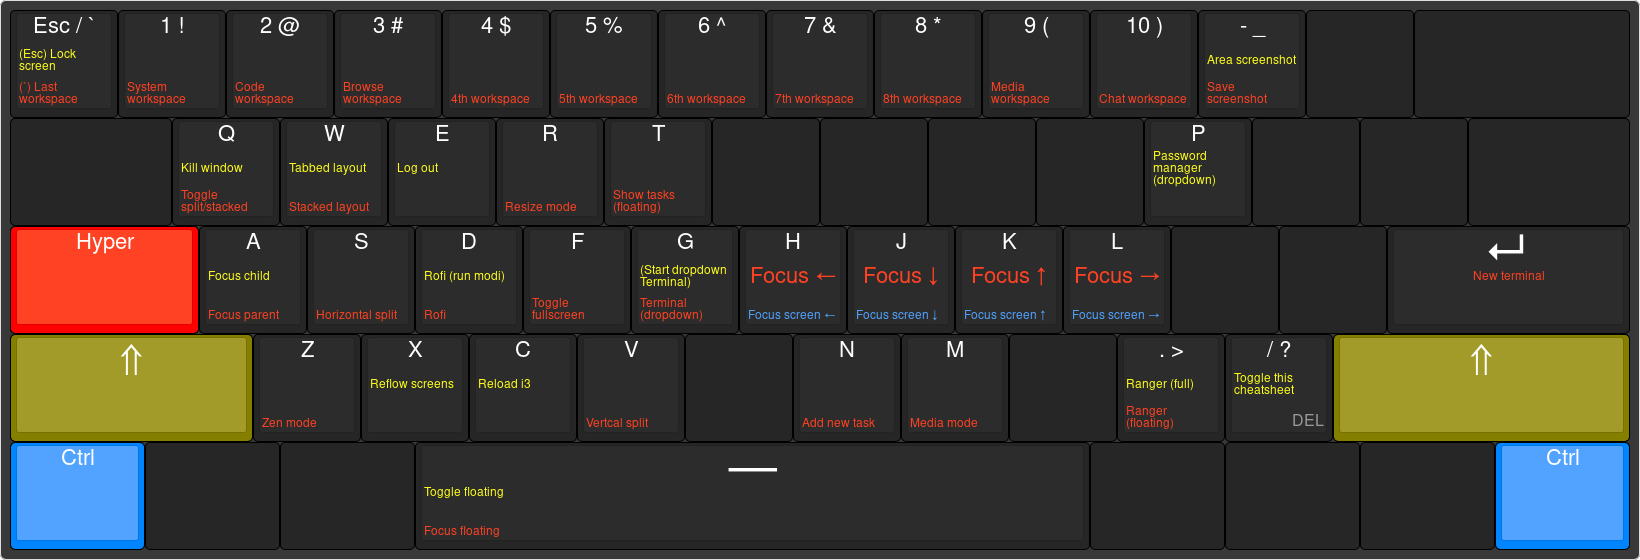 Esc / `
(Esc) Lock
screen
(`) Last
workspace
1 !
System
workspace
2 @
Code
workspace
3 #
Browse
workspace
4 $
4th workspace
5 %
5th workspace
6 ^
6th workspace
7 &
7th workspace
8 *
8th workspace
9 (
Media
workspace
10 )
Chat workspace
- _
Area screenshot
Save
screenshot
Q
Kill window
Toggle
split/stacked
W
Tabbed layout
Stacked layout
E
Log out
R
Resize mode
T
Show tasks
(floating)
P
Password
manager
(dropdown)
Hyper
A
Focus child
Focus parent
S
Horizontal split
D
Rofi (run modi)
Rofi
F
Toggle
fullscreen
G
(Start dropdown
Terminal)
Terminal
(dropdown)
H
Focus ←
Focus screen ←
J
Focus ↓
Focus screen ↓
K
Focus ↑
Focus screen ↑
L
Focus →
Focus screen →
↵
New terminal
⇑
Z
Zen mode
X
Reflow screens
C
Reload i3
V
Vertcal split
N
Add new task
M
Media mode
. >
Ranger (full)
Ranger
(floating)
/ ?
Toggle this
cheatsheet
DEL
⇑
Ctrl
Toggle floating
Focus floating
Ctrl